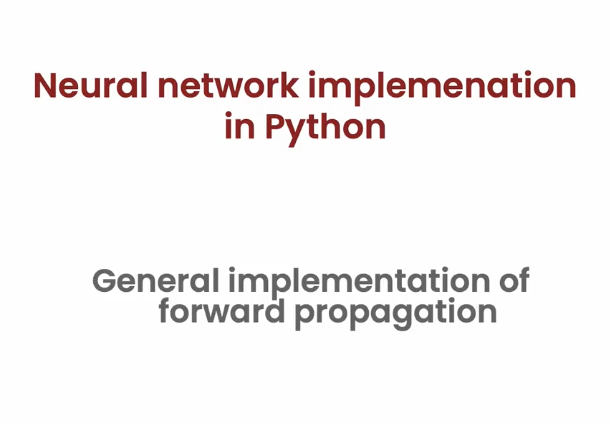 Neural network implemenation
in Python
General implementation of
forward propagation